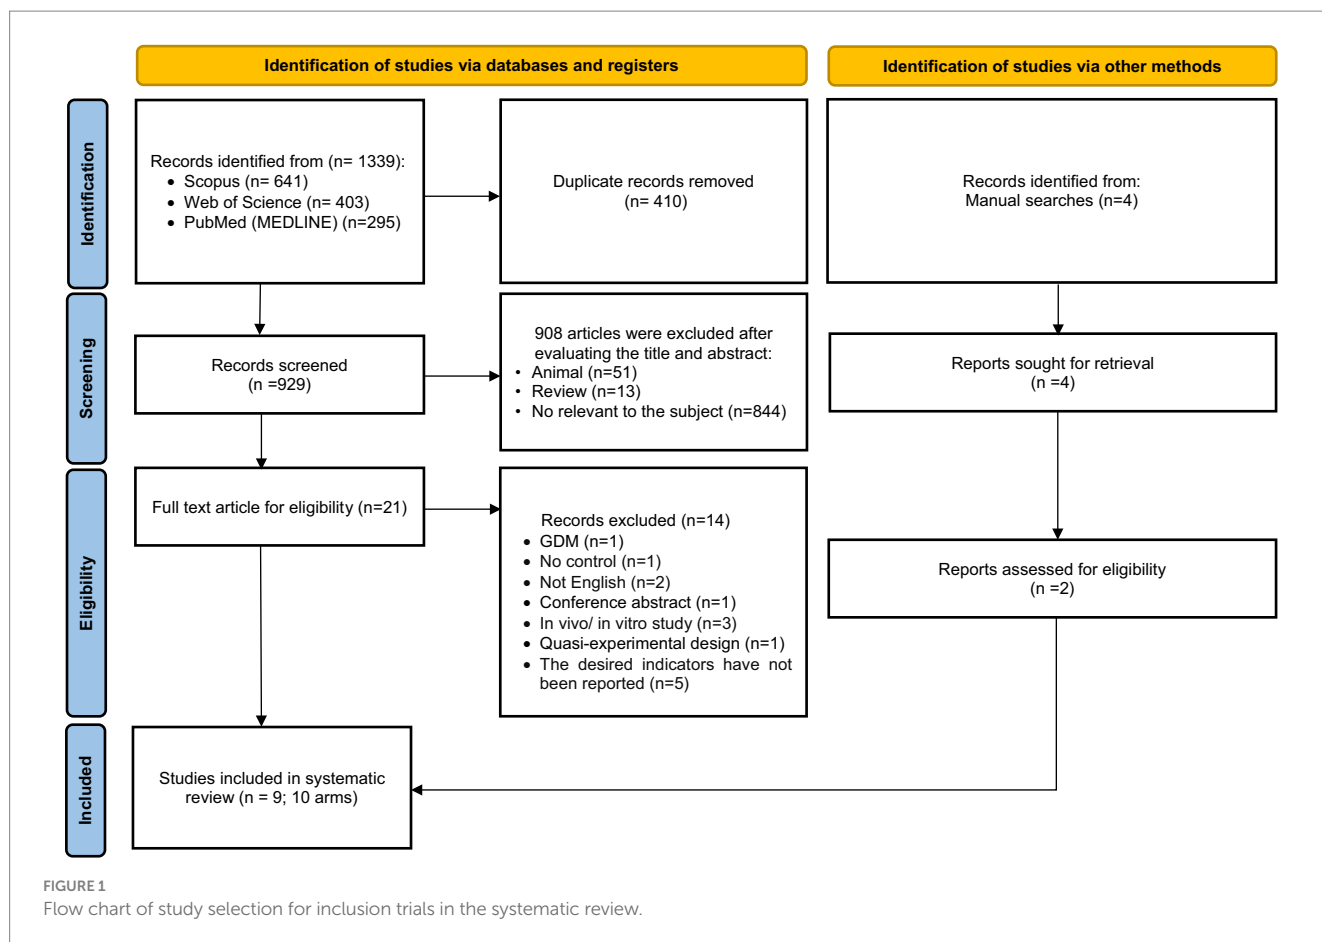 Identification of studies via databases and registers
Identification of studies via other methods
Identification
Records identified from (n= 1339):
• Scopus (n= 641)
• Web of Science (n= 403)
• PubMed (MEDLINE) (n=295)
Duplicate records removed
(n= 410)
Records identified from:
Manual searches (n=4)
Screening
Records screened
(n =929)
908 articles were excluded after
evaluating the title and abstract:
• Animal (n=51)
• Review (n=13)
• No relevant to the subject (n=844)
Reports sought for retrieval
(n =4)
Eligibility
Full text article for eligibility (n=21)
Records excluded (n=14)
• GDM (n=1)
• No control (n=1)
• Not English (n=2)
• Conference abstract (n=1)
• In vivo/ in vitro study (n=3)
• Quasi-experimental design (n=1)
• The desired indicators have not
been reported (n=5)
Reports assessed for eligibility
(n =2)
Included
Studies included in systematic
review (n = 9; 10 arms)
FIGURE 1
Flow chart of study selection for inclusion trials in the systematic review.